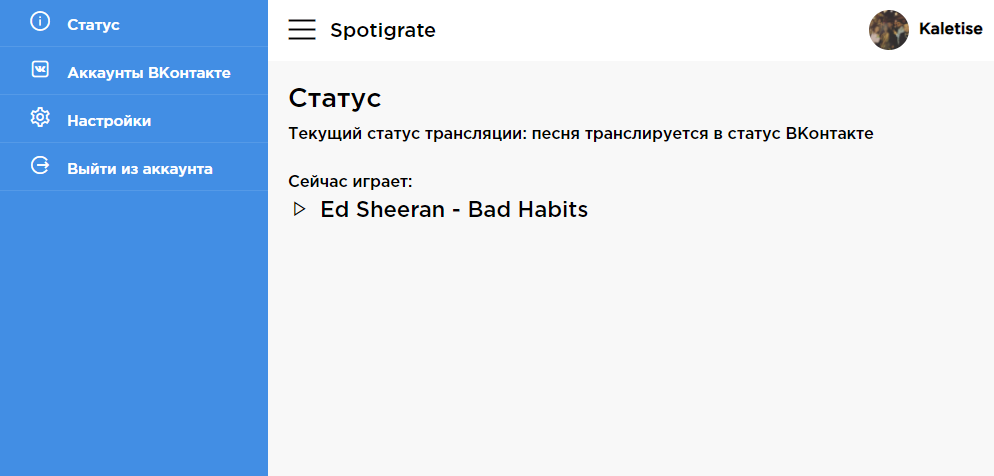 Статус
Аккаунты ВКонтакте
Настройки
Выйти из аккаунта
Spotigrate
Kaletise
Статус
Текущий статус трансляции: песня транслируется в статус ВКонтакте
Сейчас играет:
Ed Sheeran - Bad Habits